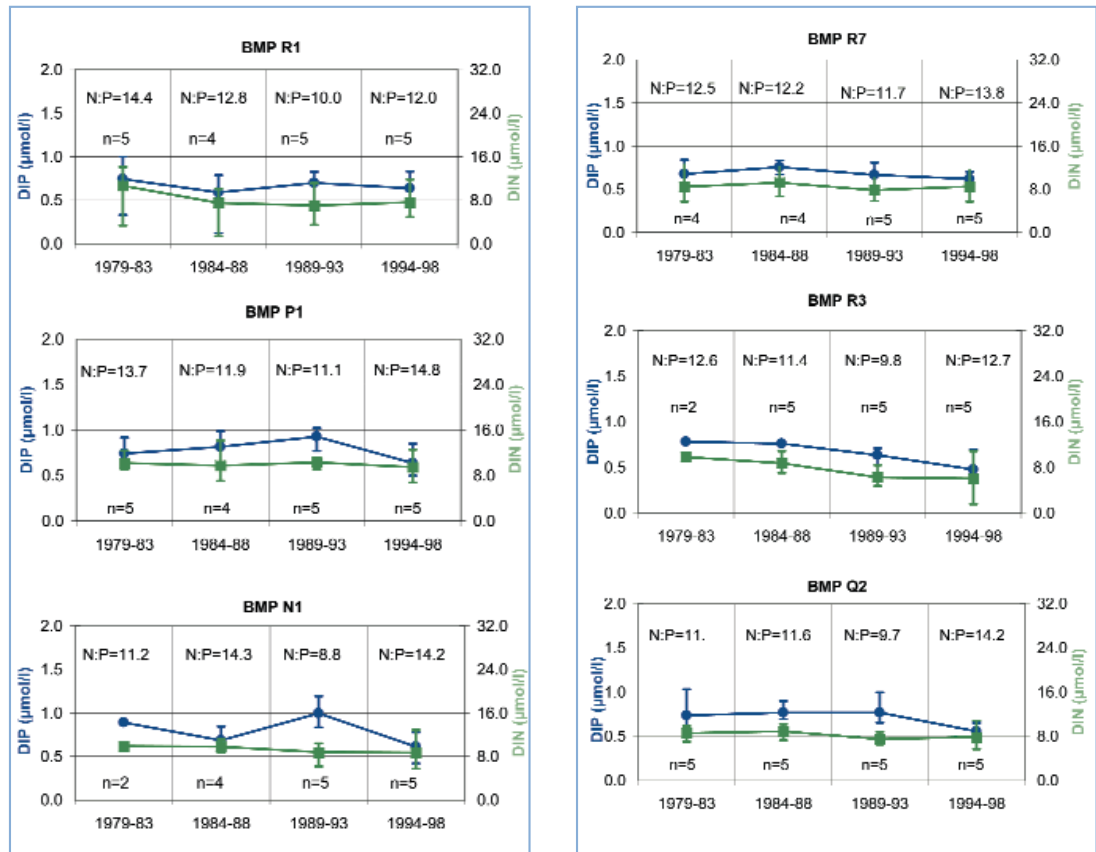 BMP R1
2.0 32.0
N:P=14.4 N:P=12.8 N:P=10.0 N:P=12.0
1.5 24.0
n=5 n=4 n=5 n=5
1.0 16.0
0.5 8.0
0.0 0.0
DIP (µmol/l)
DIN (µmol/l)
1979-83 1984-88 1989-93 1994-98
BMP P1
2.0 32.0
N:P=13.7 N:P=11.9 N:P=11.1 N:P=14.8
1.5 24.0
1.0 16.0
0.5 8.0
n=5 n=4 n=5 n=5
0.0 0.0
DIP (µmol/l)
DIN (µmol/l)
1979-83 1984-88 1989-93 1994-98
BMP N1
2.0 32.0
N:P=11.2 N:P=14.3 N:P=8.8 N:P=14.2
1.5 24.0
1.0 16.0
0.5 8.0
n=2 n=4 n=5 n=5
0.0 0.0
DIP (µmol/l)
DIN (µmol/l)
1979-83 1984-88 1989-93 1994-98
BMP R7
2.0 32.0
N:P=12.5 N:P=12.2 N:P=11.7 N:P=13.8
1.5 24.0
1.0 16.0
0.5 8.0
n=4 n=4 n=5 n=5
0.0 0.0
DIP (µmol/l)
DIN (µmol/l)
1979-83 1984-88 1989-93 1994-98
BMP R3
2.0 32.0
N:P=12.6 N:P=11.4 N:P=9.8 N:P=12.7
1.5 24.0
n=2 n=5 n=5 n=5
1.0 16.0
0.5 8.0
0.0 0.0
DIP (µmol/l)
DIN (µmol/l)
1979-83 1984-88 1989-93 1994-98
BMP Q2
2.0 32.0
N:P=11. N:P=11.6 N:P=9.7 N:P=14.2
1.5 24.0
1.0 16.0
0.5 8.0
n=5 n=5 n=5 n=5
0.0 0.0
DIP (µmol/l)
DIN (µmol/l)
1979-83 1984-88 1989-93 1994-98